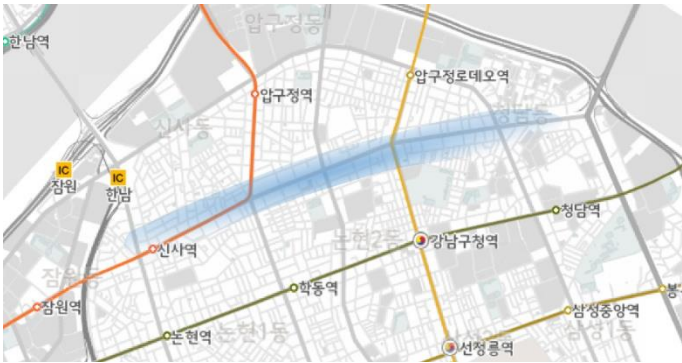 한남역
압구정동
압구정로데오역
압구정역
청담동
신사동
IC
잠원
IC
한남
청담역
논현2동
강남구청역
신사역
잠원동
학동역
잠원역
봉
삼성중앙역
논현역
논현1동
삼성1동
선정릉역